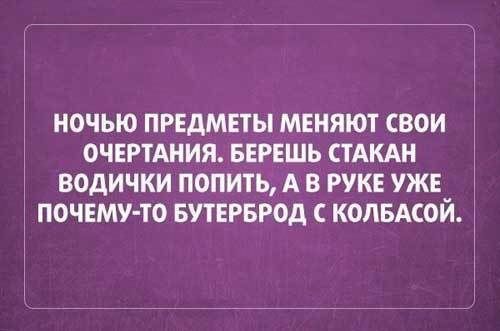 НОЧЬЮ ПРЕДМЕТЫ МЕНЯЮТ СВОИ
ОЧЕРТАНИЯ. БЕРЕШЬ СТАКАН
ВОДИЧКИ ПОПИТЬ, А В РУКЕ УЖЕ
ПОЧЕМУ-ТО БУТЕРБРОД С КОЛБАСОЙ.